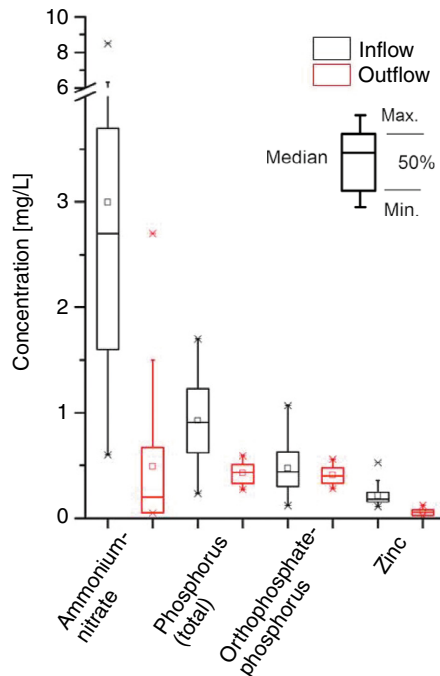 10
8
6
3
2
1
0
Concentration [mg/L]
Inflow
Outflow
Max.
Median
50%
Min.
Ammonium-
nitrate
Phosphorus
(total)
Orthophosphate-
phosphorus
Zinc